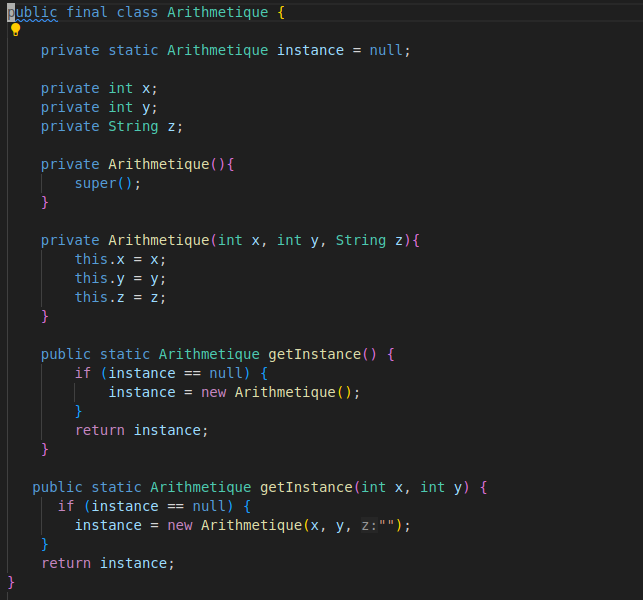 public final class Arithmetique {
private static Arithmetique instance = null;
private int x;
private int y;
private String z;
private Arithmetique(){
super();
}
private Arithmetique(int x, int y, String z){
this.x = x;
this.y = y;
this.z = z;
}
public static Arithmetique getInstance() {
if (instance == null) {
instance = new Arithmetique();
}
return instance;
}
public static Arithmetique getInstance(int x, int y) {
if (instance == null) {
instance = new Arithmetique(x, y, z:"");
}
return instance;
}